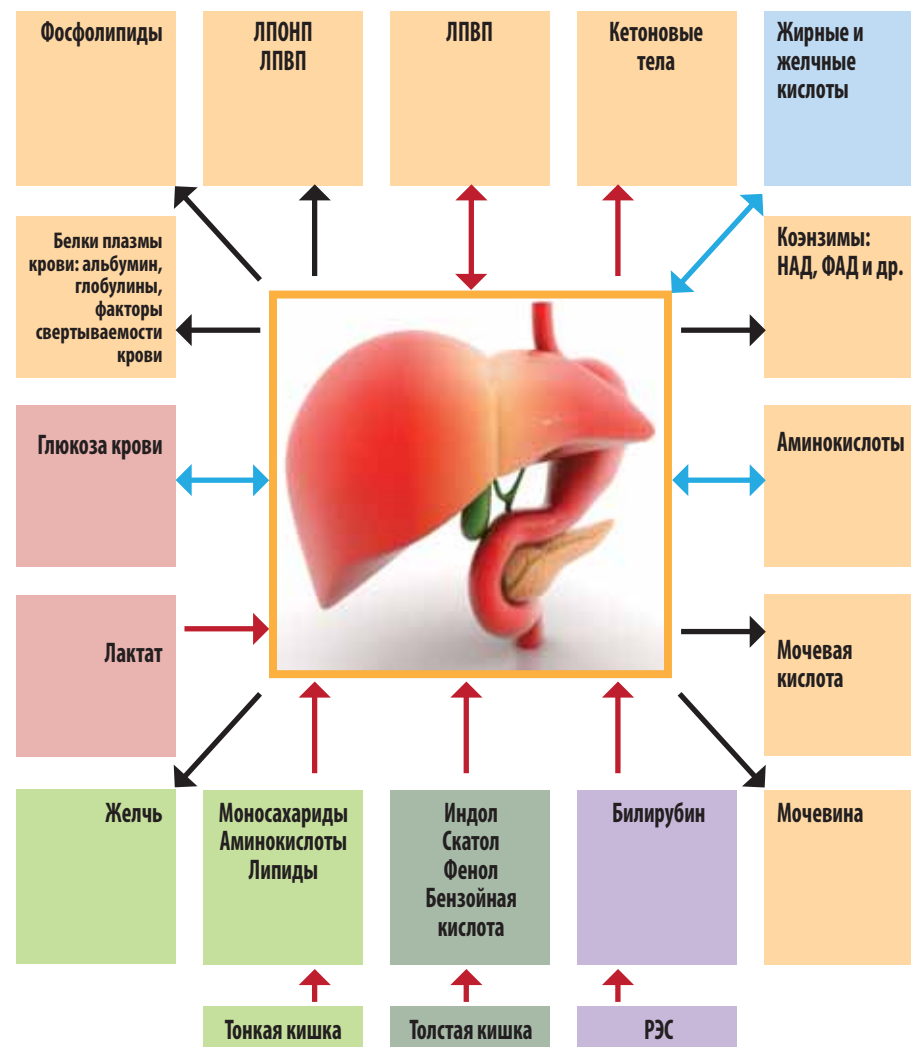 Фосфолипиды
ЛПОНП
ЛПВП
ЛПВП
Кетоновые
тела
Жирные и
желчные
кислоты
Белки плазмы
крови: альбумин,
глобулины,
факторы
свертываемости
крови
Коэнзимы:
НАД, ФАД и др.
Глюкоза крови
Аминокислоты
Лактат
Мочевая
кислота
Желчь
Моносахариды
Аминокислоты
Липиды
Индол
Скатол
Фенол
Бензойная
кислота
Билирубин
Мочевина
Тонкая кишка
Толстая кишка
РЭС